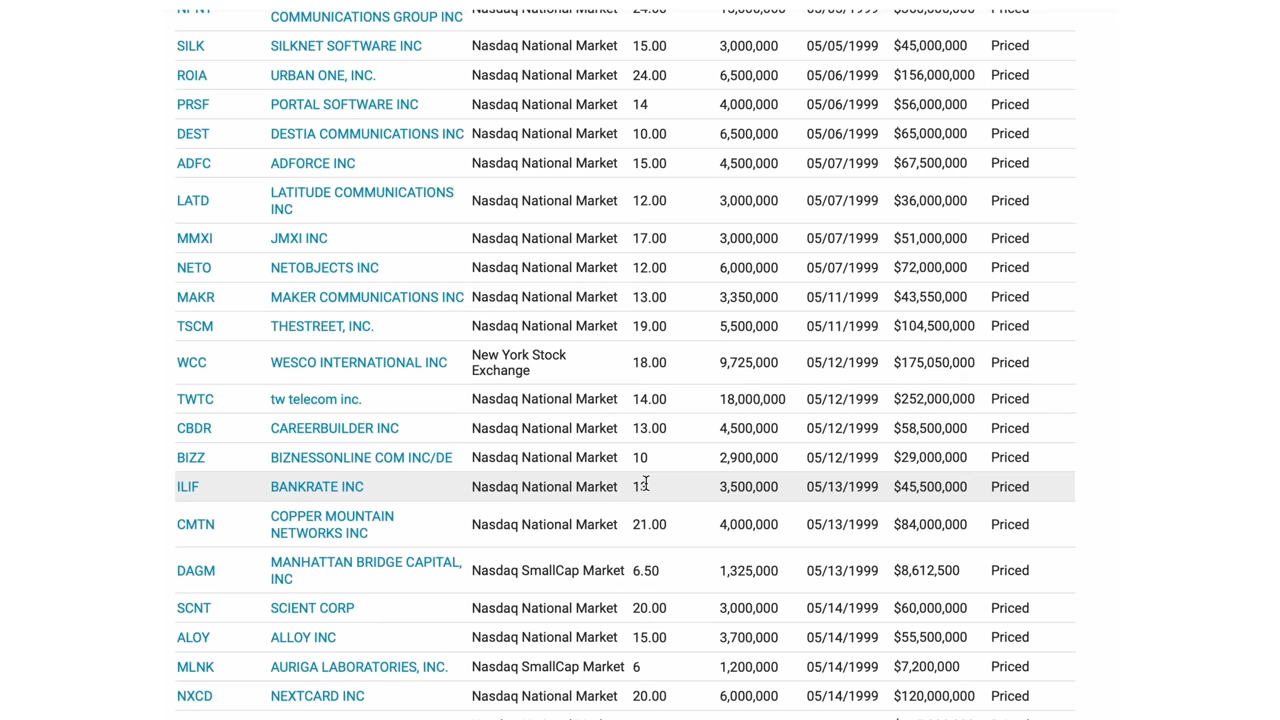 COMMUNICATIONS GROUP INC
SILK SILKNET SOFTWARE INC Nasdaq National Market 15.00 3,000,000 05/05/1999 $45,000,000 Priced
ROIA URBAN ONE, INC. Nasdaq National Market 24.00 6,500,000 05/06/1999 $156,000,000 Priced
PRSF PORTAL SOFTWARE INC Nasdaq National Market 14 4,000,000 05/06/1999 $56,000,000 Priced
DEST DESTIA COMMUNICATIONS INC Nasdaq National Market 10.00 6,500,000 05/06/1999 $65,000,000 Priced
ADFC ADFORCE INC Nasdaq National Market 15.00 4,500,000 05/07/1999 $67,500,000 Priced
LATD LATITUDE COMMUNICATIONS INC Nasdaq National Market 12.00 3,000,000 05/07/1999 $36,000,000 Priced
MMXI JMXI INC Nasdaq National Market 17.00 3,000,000 05/07/1999 $51,000,000 Priced
NETO NETOBJECTS INC Nasdaq National Market 12.00 6,000,000 05/07/1999 $72,000,000 Priced
MAKR MAKER COMMUNICATIONS INC Nasdaq National Market 13.00 3,350,000 05/11/1999 $43,550,000 Priced
TSCM THESTREET, INC. Nasdaq National Market 19.00 5,500,000 05/11/1999 $104,500,000 Priced
WCC WESCO INTERNATIONAL INC New York Stock Exchange 18.00 9,725,000 05/12/1999 $175,050,000 Priced
TWTC tw telecom inc. Nasdaq National Market 14.00 18,000,000 05/12/1999 $252,000,000 Priced
CBDR CAREERBUILDER INC Nasdaq National Market 13.00 4,500,000 05/12/1999 $58,500,000 Priced
BIZZ BIZNESSONLINE COM INC/DE Nasdaq National Market 10 2,900,000 05/12/1999 $29,000,000 Priced
ILIF BANKRATE INC Nasdaq National Market 13 3,500,000 05/13/1999 $45,500,000 Priced
CMTN COPPER MOUNTAIN NETWORKS INC Nasdaq National Market 21.00 4,000,000 05/13/1999 $84,000,000 Priced
DAGM MANHATTAN BRIDGE CAPITAL, INC Nasdaq SmallCap Market 6.50 1,325,000 05/13/1999 $8,612,500 Priced
SCNT SCIENT CORP Nasdaq National Market 20.00 3,000,000 05/14/1999 $60,000,000 Priced
ALOY ALLOY INC Nasdaq National Market 15.00 3,700,000 05/14/1999 $55,500,000 Priced
MLNK AURIGA LABORATORIES, INC. Nasdaq SmallCap Market 6 1,200,000 05/14/1999 $7,200,000 Priced
NXCD NEXTCARD INC Nasdaq National Market 20.00 6,000,000 05/14/1999 $120,000,000 Priced